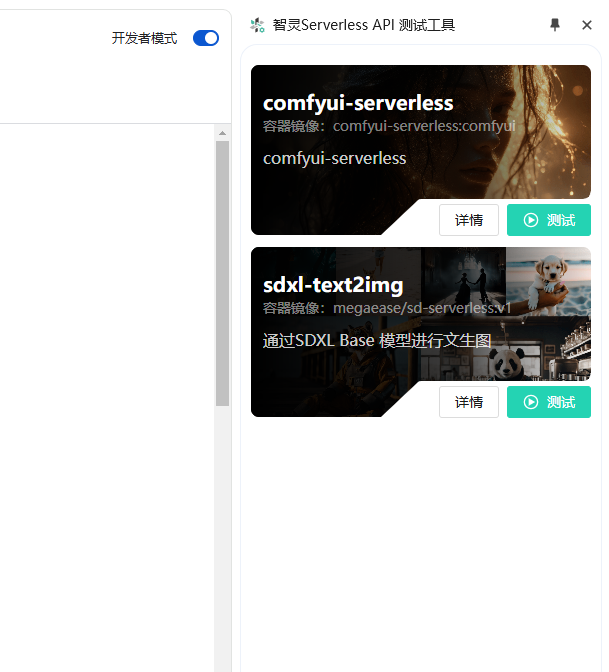 开发者模式
智灵Serverless API 测试工具
comfyui-serverless
容器镜像：comfyui-serverless:comfyui
comfyui-serverless
详情
测试
sdxl-text2img
容器镜像：megaease/sd-serverless:v1
通过SDXL Base 模型进行文生图
详情
测试